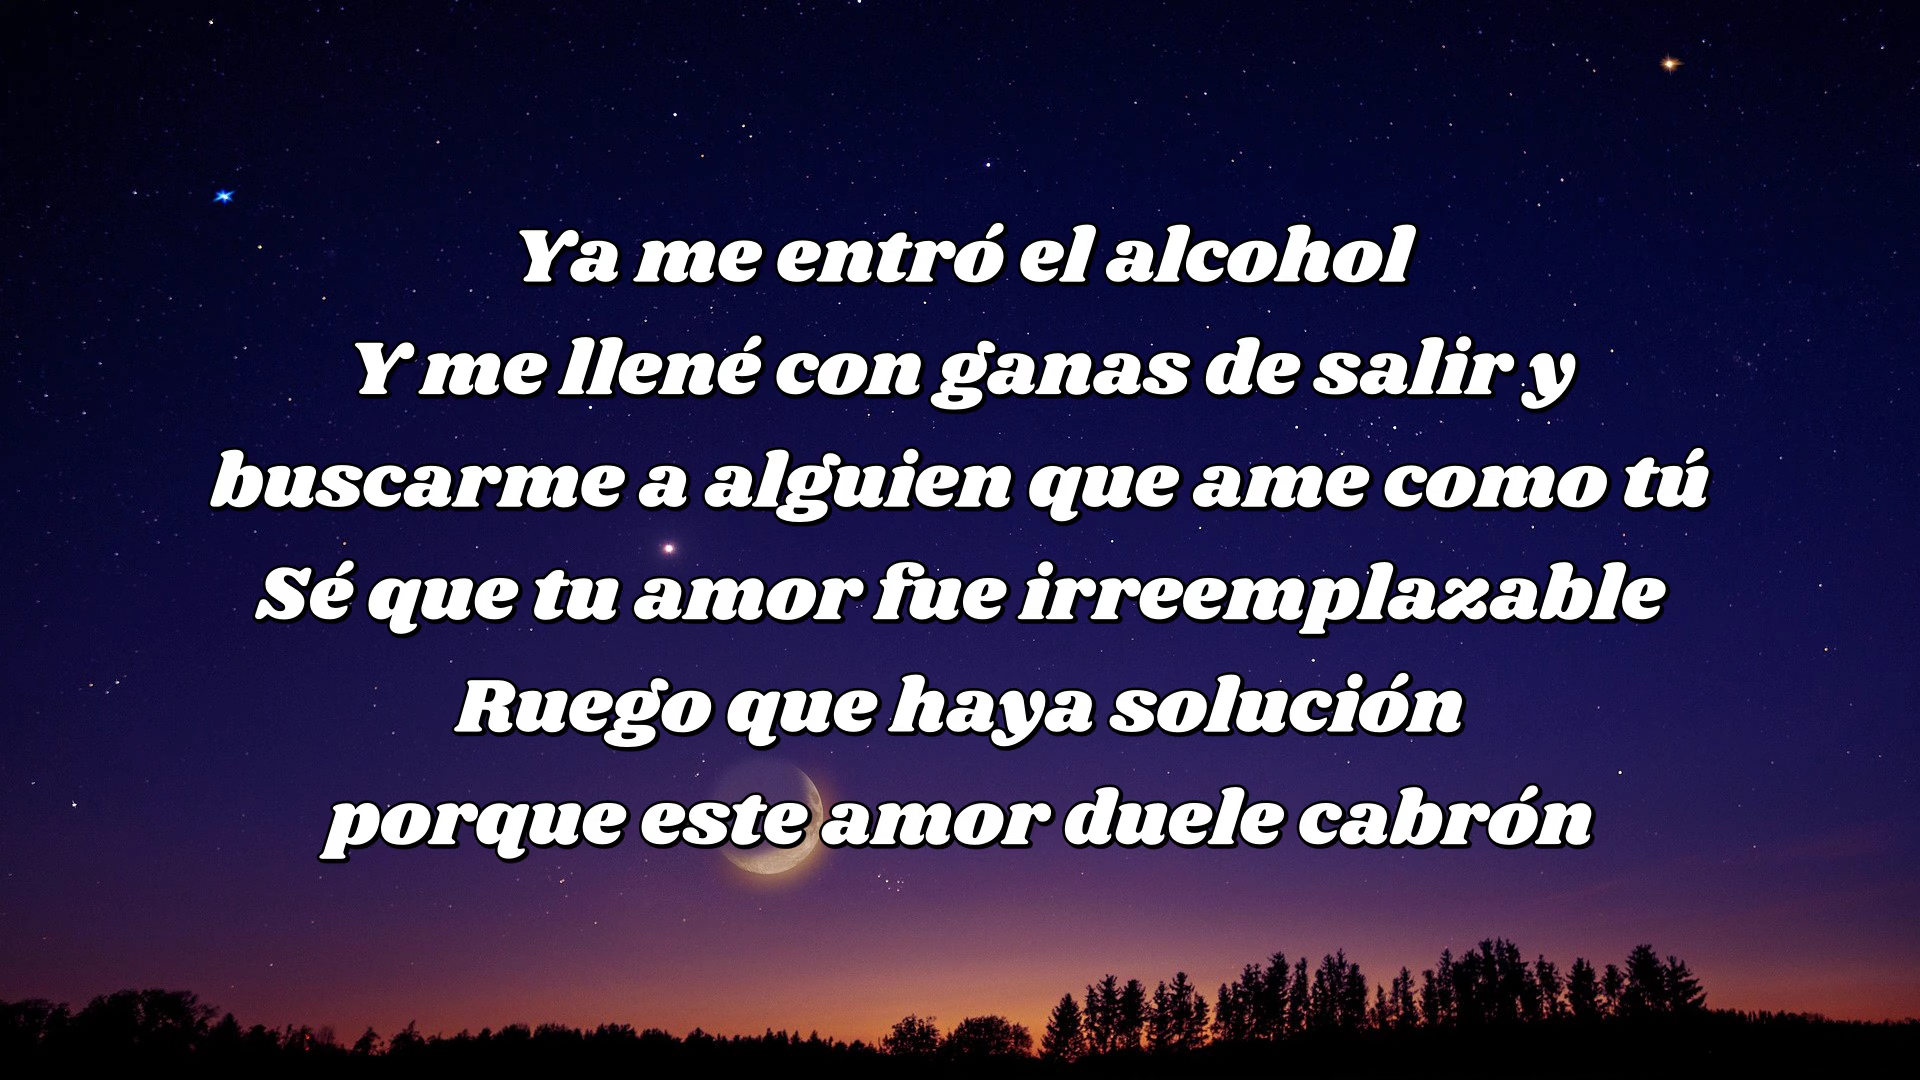 Ya me entró el alcohol
Y me llené con ganas de salir y
buscarme a alguien que ame como tú
Sé que tu amor fue irreemplazable
Ruego que haya solución
porque este amor duele cabrón